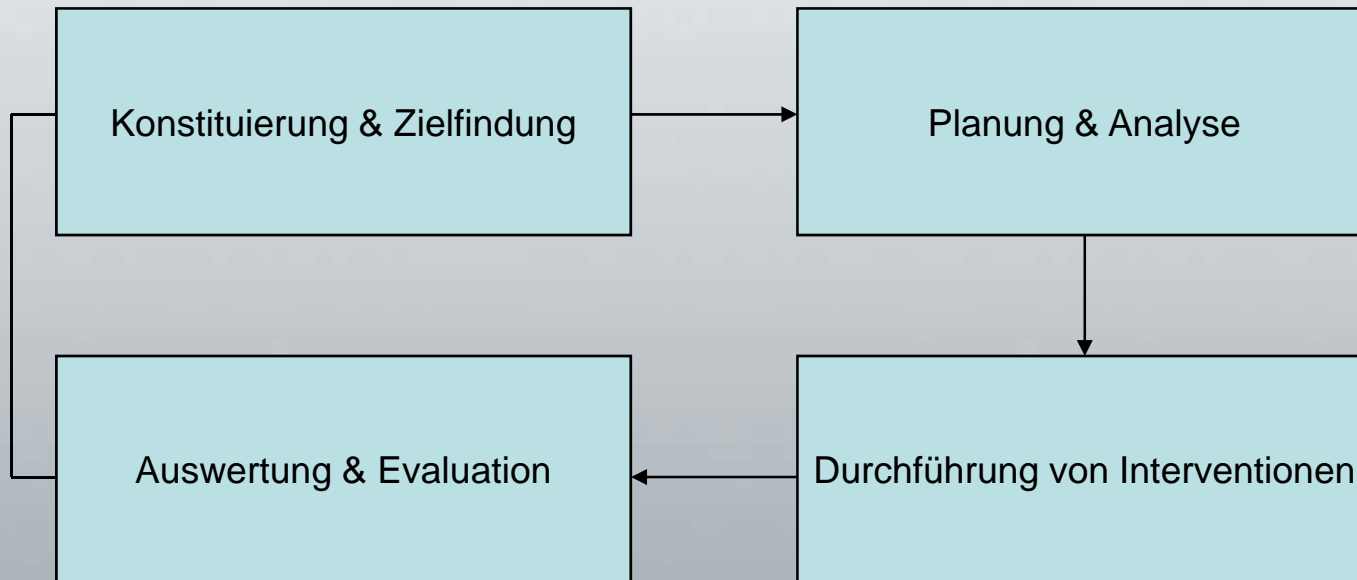 Konstituierung & Zielfindung
Planung & Analyse
Auswertung & Evaluation
Durchführung von Interventionen